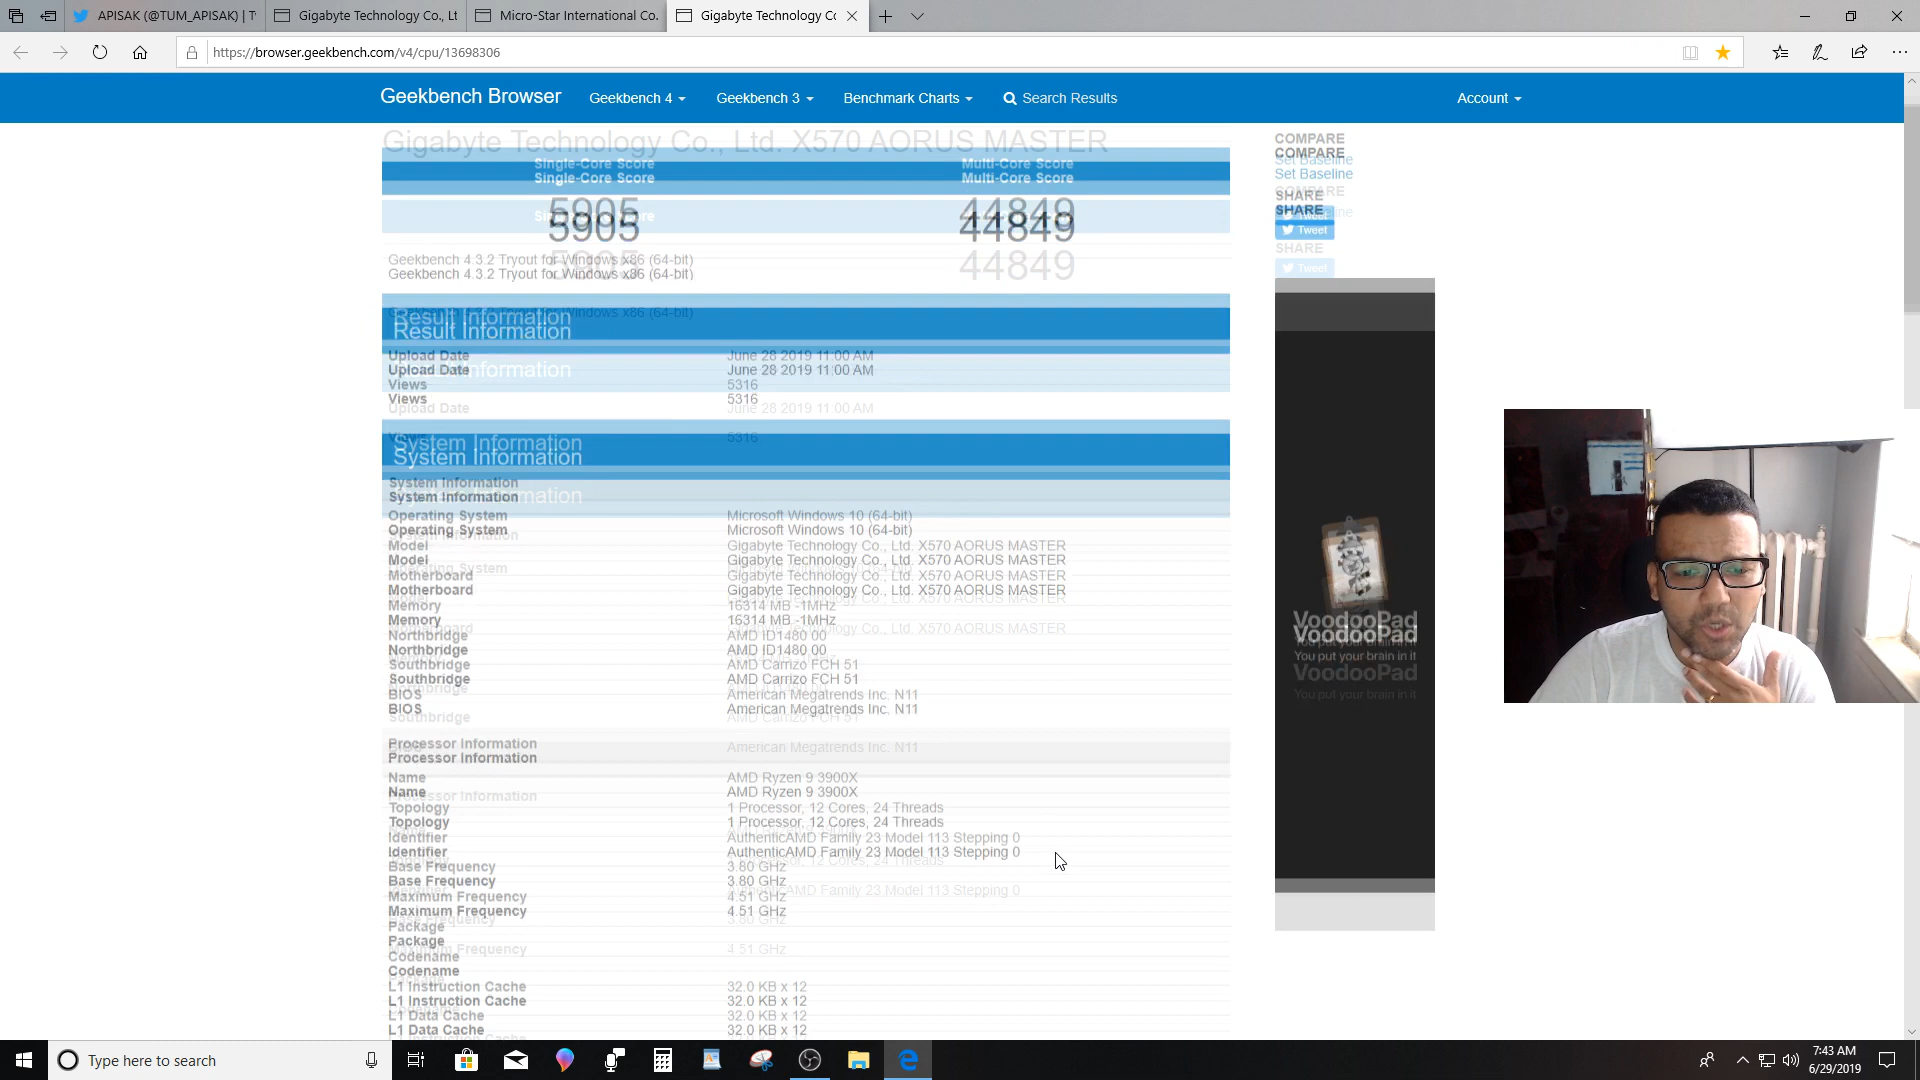 APISAK (@TUM_APISAK) | T
Gigabyte Technology Co., Lt
Micro-Star International Co.
Gigabyte Technology Co
https://browser.geekbench.com/v4/cpu/13698306
Geekbench Browser
Geekbench 4
Geekbench 3
Benchmark Charts
Search Results
Account
Gigabyte Technology Co., Ltd. X570 AORUS MASTER
Single-Core Score Multi-Core Score
5905 44849
Geekbench 4.3.2 Tryout for Windows x86 (64-bit)
Result Information
Upload Date June 28 2019 11:00 AM
Views 5316
System Information
System Information
Operating System Microsoft Windows 10 (64-bit)
Model Gigabyte Technology Co., Ltd. X570 AORUS MASTER
Motherboard Gigabyte Technology Co., Ltd. X570 AORUS MASTER
Memory 16314 MB -1MHz
Northbridge AMD ID1480 00
Southbridge AMD Carrizo FCH 51
BIOS American Megatrends Inc. N11
Processor Information
Name AMD Ryzen 9 3900X
Topology 1 Processor, 12 Cores, 24 Threads
Identifier AuthenticAMD Family 23 Model 113 Stepping 0
Base Frequency 3.80 GHz
Maximum Frequency 4.51 GHz
Package
Codename
L1 Instruction Cache 32.0 KB x 12
L1 Data Cache 32.0 KB x 12
COMPARE
Set Baseline
SHARE
Tweet
VoodooPad
You put your brain in it
Type here to search
7:43 AM
6/29/2019